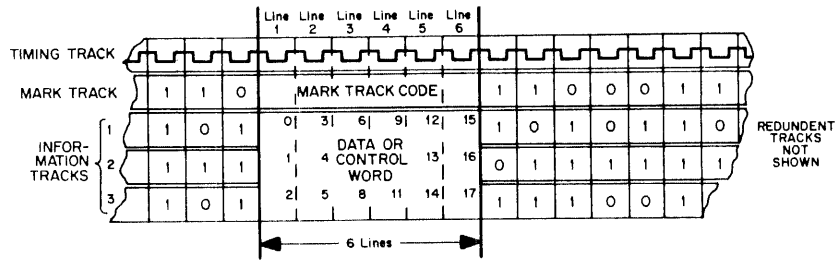 Line Line Line Line Line Line
1 2 3 4 5 6
TIMING TRACK
MARK TRACK 1 1 0 MARK TRACK CODE 1 1 0 0 0 1 1
INFOR-
MATION
TRACKS
1 1 0 1 0 3 6 9 12 15 1 0 1 0 1 1 0
2 1 1 1 1 4 DATA OR
CONTROL
WORD 13 16 0 1 1 1 1 1 1
3 1 0 1 2 5 8 11 14 17 1 1 1 0 0 1
REDUNDENT
TRACKS
NOT
SHOWN
6 Lines